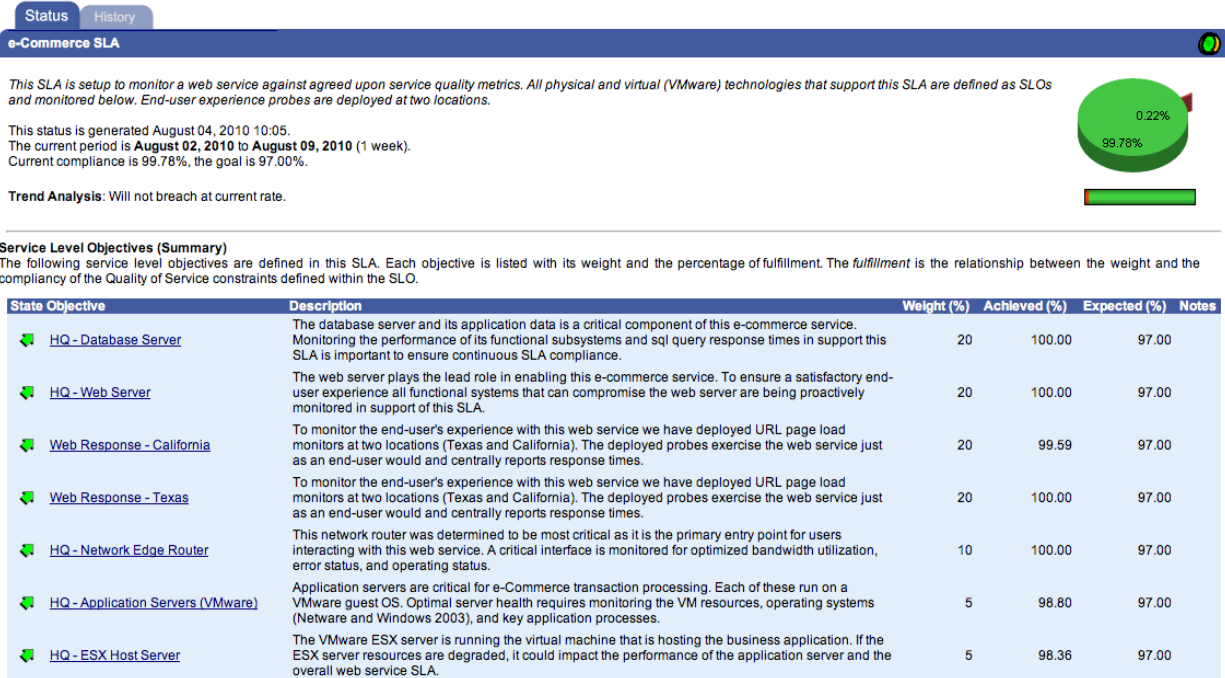 Status History
e-Commerce SLA
This SLA is setup to monitor a web service against agreed upon service quality metrics. All physical and virtual (VMware) technologies that support this SLA are defined as SLOs
and monitored below. End-user experience probes are deployed at two locations.
This status is generated August 04, 2010 10:05.
The current period is August 02, 2010 to August 09, 2010 (1 week).
Current compliance is 99.78%, the goal is 97.00%.
Trend Analysis: Will not breach at current rate.
0.22%
99.78%
Service Level Objectives (Summary)
The following service level objectives are defined in this SLA. Each objective is listed with its weight and the percentage of fulfillment. The fulfillment is the relationship between the weight and the
compliancy of the Quality of Service constraints defined within the SLO.
State Objective Description Weight (%) Achieved (%) Expected (%) Notes
The database server and its application data is a critical component of this e-commerce service.
HQ - Database Server Monitoring the performance of its functional subsystems and sql query response times in support this 20 100.00 97.00
SLA is important to ensure continuous SLA compliance.
The web server plays the lead role in enabling this e-commerce service. To ensure a satisfactory end-
HQ - Web Server user experience all functional systems that can compromise the web server are being proactively 20 100.00 97.00
monitored in support of this SLA.
To monitor the end-user's experience with this web service we have deployed URL page load
Web Response - California monitors at two locations (Texas and California). The deployed probes exercise the web service just 20 99.59 97.00
as an end-user would and centrally reports response times.
To monitor the end-user's experience with this web service we have deployed URL page load
Web Response - Texas monitors at two locations (Texas and California). The deployed probes exercise the web service just 20 100.00 97.00
as an end-user would and centrally reports response times.
This network router was determined to be most critical as it is the primary entry point for users
HQ - Network Edge Router interacting with this web service. A critical interface is monitored for optimized bandwidth utilization, 10 100.00 97.00
error status, and operating status.
Application servers are critical for e-Commerce transaction processing. Each of these run on a
HQ - Application Servers (VMware) VMware guest OS. Optimal server health requires monitoring the VM resources, operating systems 5 98.80 97.00
(Netware and Windows 2003), and key application processes.
The VMware ESX server is running the virtual machine that is hosting the business application. If the
HQ - ESX Host Server ESX server resources are degraded, it could impact the performance of the application server and the 5 98.36 97.00
overall web service SLA.